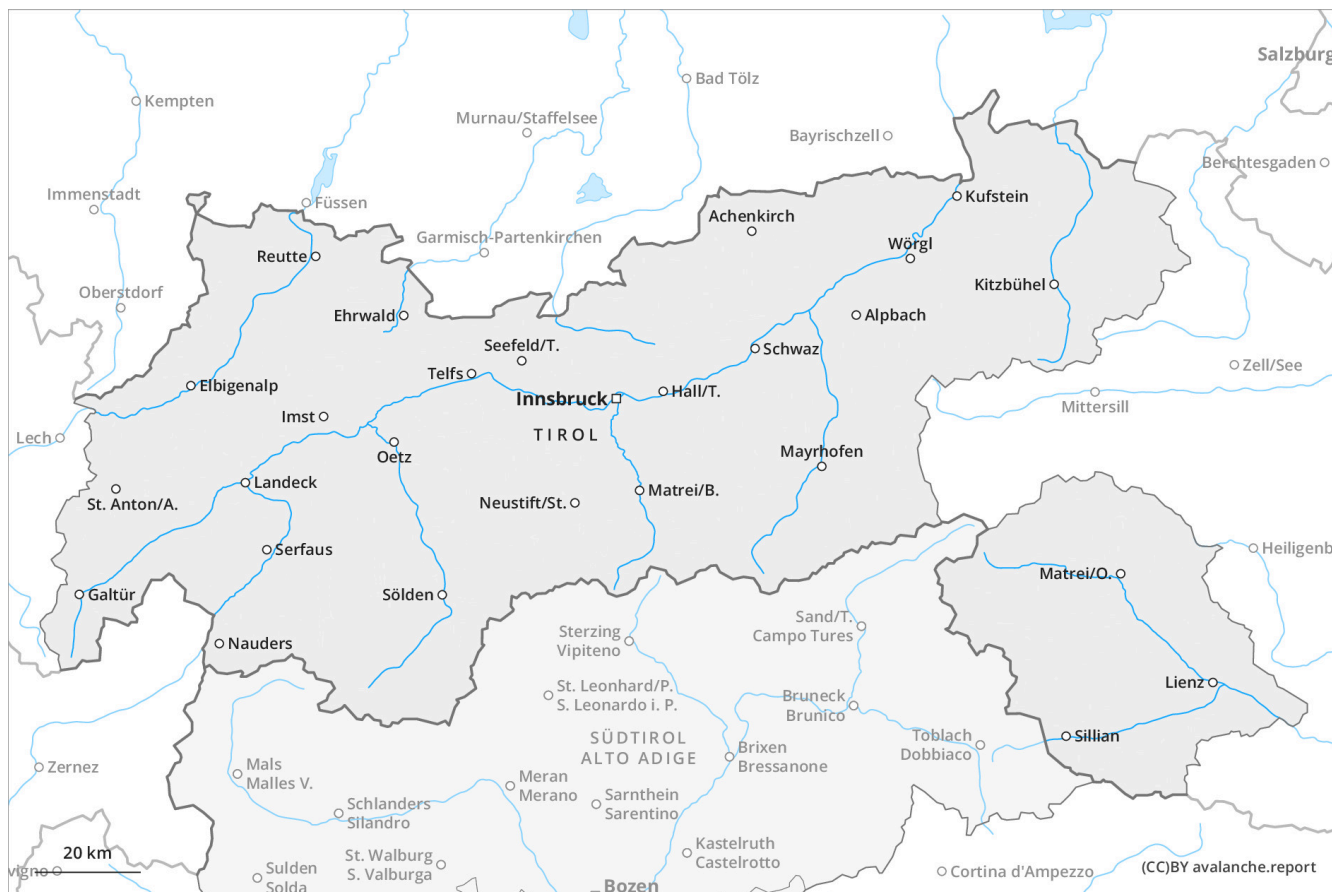 Salzburg
Bad Tölz
Kempten
Murnau/Staffelsee
Bayrischzell
Berchtesgaden
Immenstadt
Füssen
Kufstein
Achenkirch
Garmisch-Partenkirchen
Wörgl
Reutte
Kitzbühel
Oberstdorf
Ehrwald
Alpbach
Seefeld/T.
Schwaz
Zell/See
Telfs
Elbigenalp
Hall/T.
Innsbruck
Mittersill
Imst
TIROL
Lech
Oetz
Mayrhofen
Landeck
Matrei/B.
St. Anton/A.
Neustift/St.
Serfaus
Heiligenb
Matrei/O.
Galtür
Sölden
Sand/T.
Campo Tures
Sterzing
Vipiteno
Nauders
Lienz
St. Leonhard/P.
S. Leonardo i. P.
Bruneck
Brunico
SÜDTIROL
ALTO ADIGE
Toblach
Dobbiaco
Sillian
Brixen
Bressanone
Mals
Malles V.
Zernez
Meran
Merano
Sarnthein
Sarentino
Schlanders
Silandro
Kastelruth
Castelrotto
20 km
St. Walburg
S. Valburga
vigno
Sulden
Solda
Cortina d'Ampezzo
(CC)BY avalanche.report
Bozen